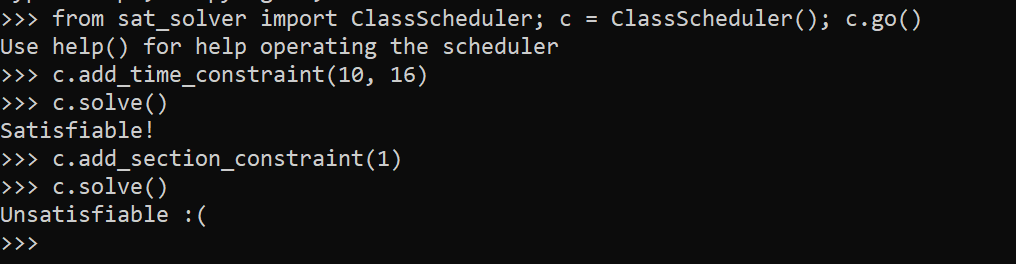 >>> from sat_solver import ClassScheduler; c = ClassScheduler(); c.go()
Use help() for help operating the scheduler
>>> c.add_time_constraint(10, 16)
>>> c.solve()
Satisfiable!
>>> c.add_section_constraint(1)
>>> c.solve()
Unsatisfiable :(
>>>